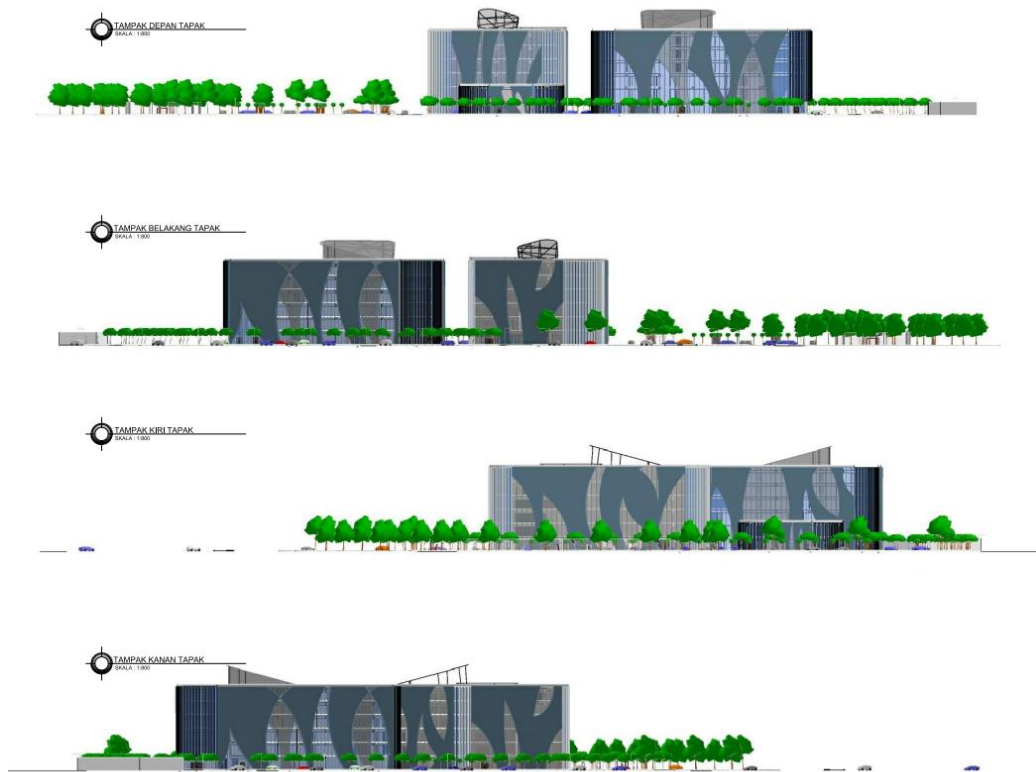 TAMPAK DEPAN TAPAK
SKALA : 1:800
TAMPAK BELAKANG TAPAK
SKALA : 1:800
TAMPAK KIRI TAPAK
SKALA : 1:800
TAMPAK KANAN TAPAK
SKALA : 1:800